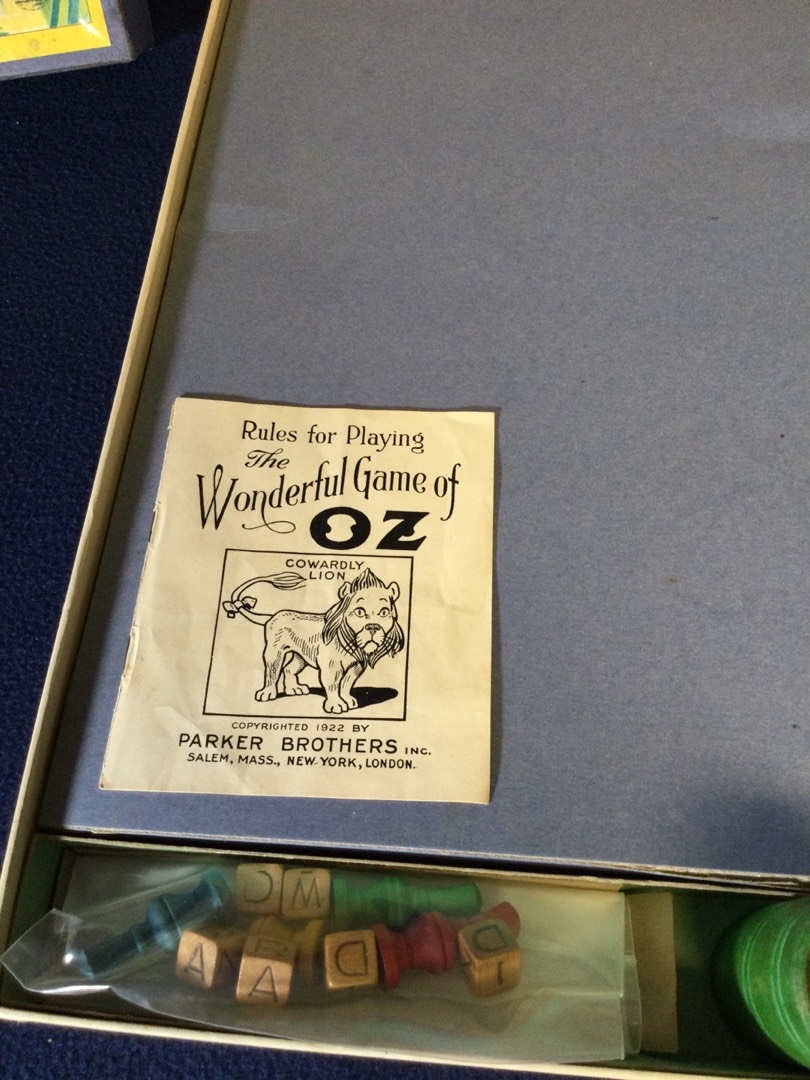 Rules for Playing
The
Wonderful Game of
OZ
COWARDLY
LION
COPYRIGHTED 1922 BY
PARKER BROTHERS INC.
SALEM, MASS., NEW YORK, LONDON.
C W
A A D D I